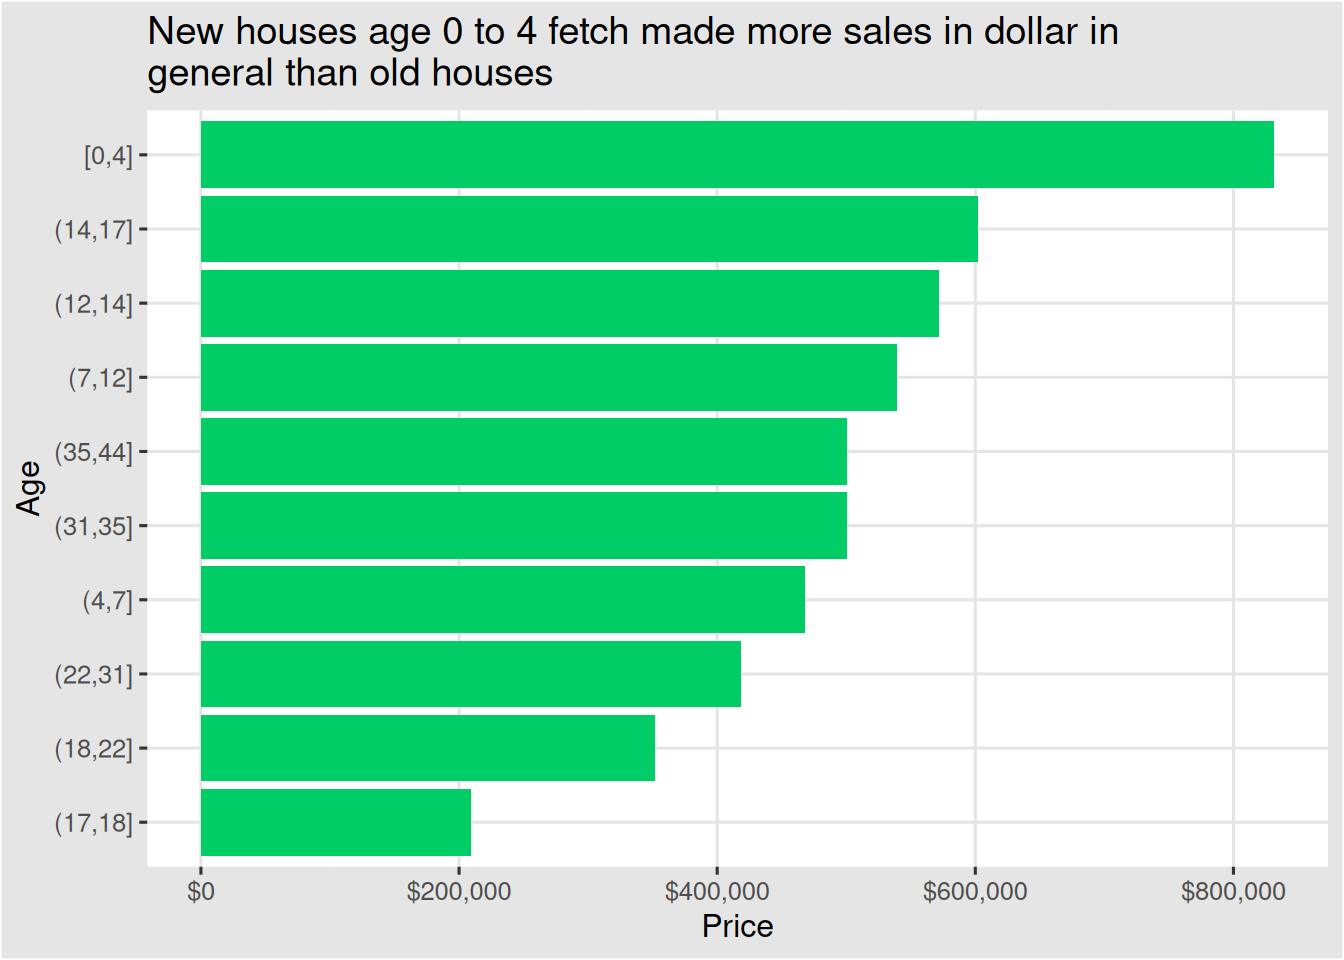 New houses age 0 to 4 fetch made more sales in dollar in
general than old houses
[0,4]
(14,17]
(12,14]
(7,12]
(35,44]
(31,35]
(4,7]
(22,31]
(18,22]
(17,18]
Age
$0 $200,000 $400,000 $600,000 $800,000
Price